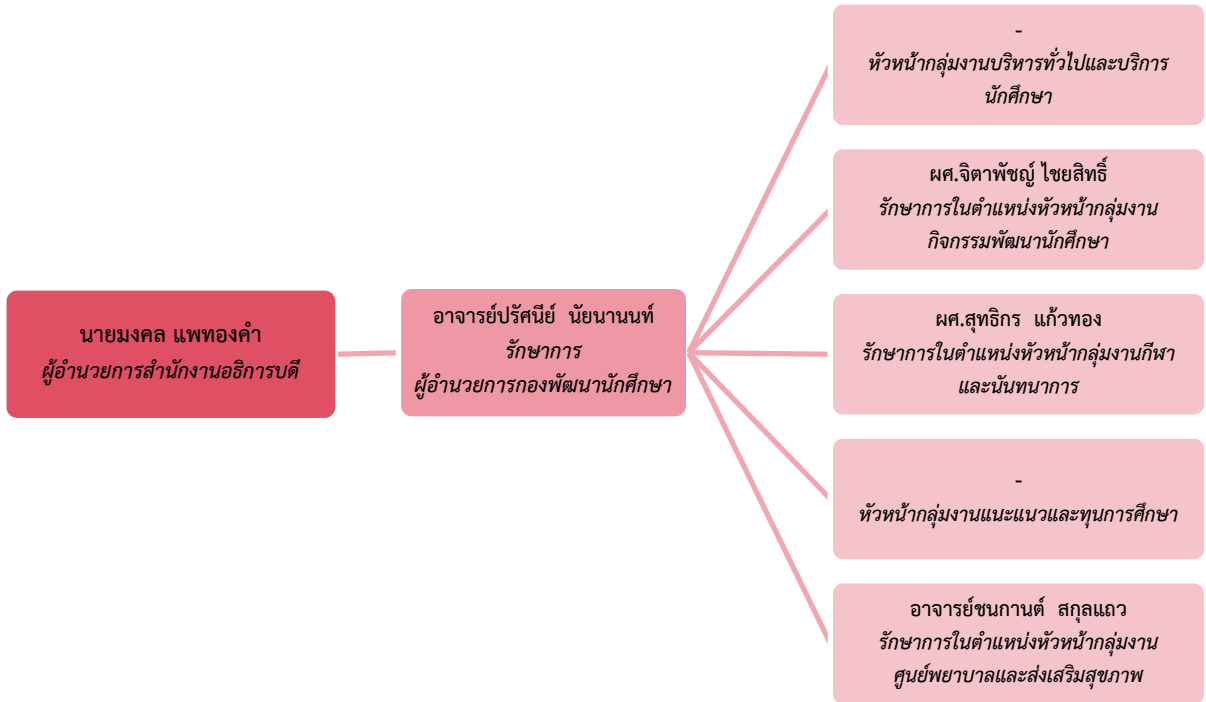 นายมงคล แพทองคำ
ผู้อำนวยการสำนักงานอธิการบดี
อาจารย์ปรัศนีย์ นัยนานนท์
รักษาการ
ผู้อำนวยการกองพัฒนานักศึกษา
-
หัวหน้ากลุ่มงานบริหารทั่วไปและบริการ
นักศึกษา
ผศ.จิตาพัชญ์ ไชยสิทธิ์
รักษาการในตำแหน่งหัวหน้ากลุ่มงาน
กิจกรรมพัฒนานักศึกษา
ผศ.สุทธิกร แก้วทอง
รักษาการในตำแหน่งหัวหน้ากลุ่มงานกีฬา
และนันทนาการ
-
หัวหน้ากลุ่มงานแนะแนวและทุนการศึกษา
อาจารย์ชนกานต์ สกุลแถว
รักษาการในตำแหน่งหัวหน้ากลุ่มงาน
ศูนย์พยาบาลและส่งเสริมสุขภาพ